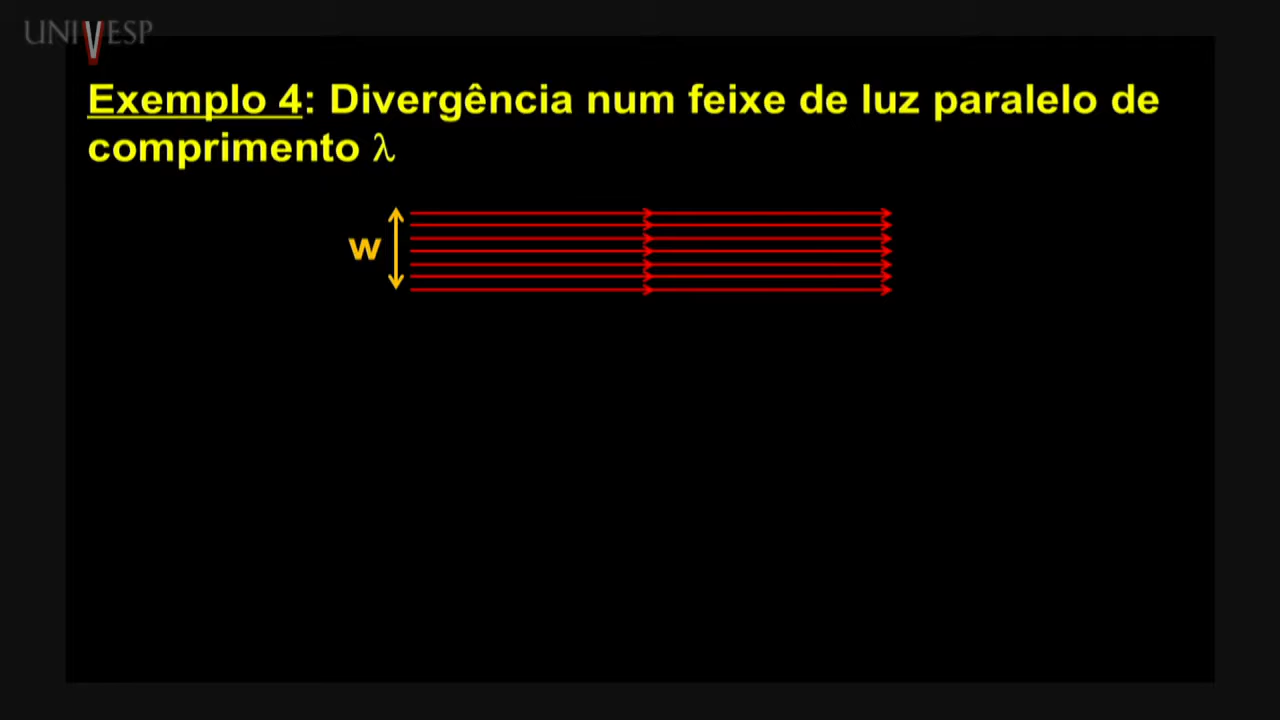 UNIVESP
Exemplo 4: Divergência num feixe de luz paralelo de
comprimento λ
w